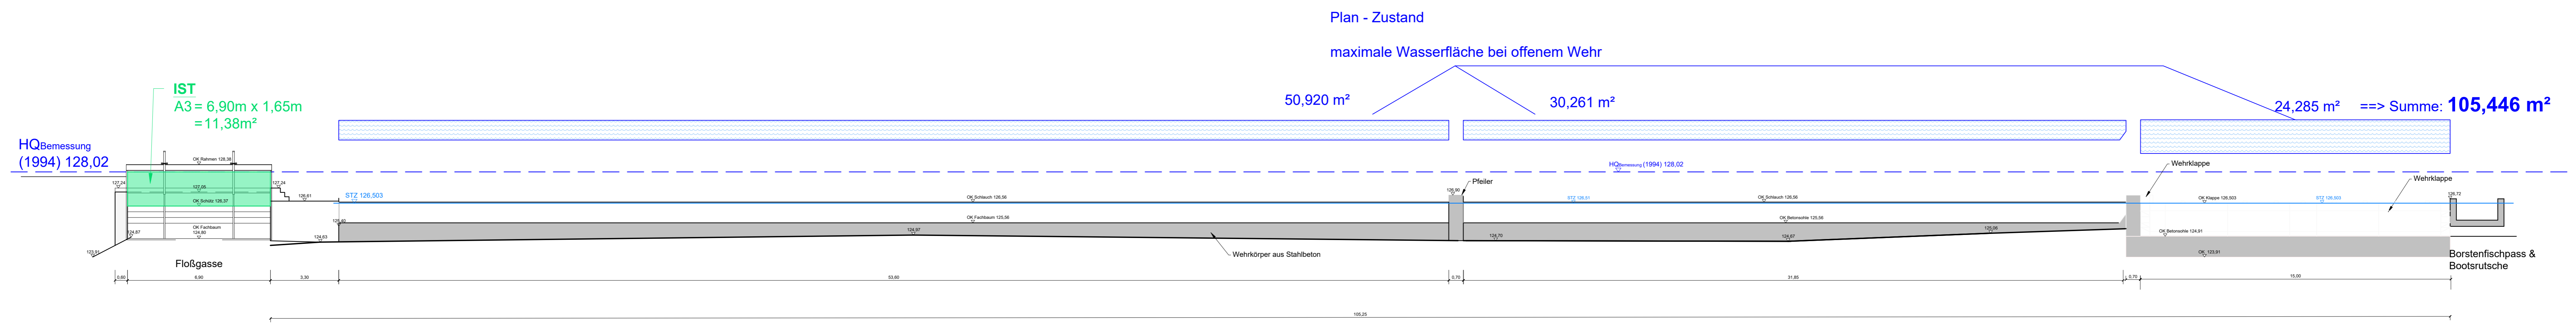 Plan - Zustand
maximale Wasserfläche bei offenem Wehr
IST
A3 = 6,90m x 1,65m
= 11,38m²
50,920 m²
30,261 m²
24,285 m² ==> Summe: 105,446 m²
HQBemessung
(1994) 128,02
OK Rahmen 128,38
HQBemessung (1994) 128,02
Wehrklappe
Wehrklappe
Pfeiler
127,24
127,24
127,05
126,61
STZ 126,503
OK Schütz 126,37
OK Schlauch 126,56
126,90
STZ 126,51
OK Schlauch 126,56
OK Klappe 126,503
STZ 126,503
126,72
125,40
OK Fachbaum 125,56
OK Betonsohle 125,56
OK Fachbaum
124,80
124,87
124,63
124,97
124,70
124,67
125,06
OK Betonsohle 124,91
123,91
OK 123,91
Wehrkörper aus Stahlbeton
Floßgasse
Borstenfischpass &
Bootsrutsche
0,60
6,90
3,30
53,60
0,70
31,85
0,70
15,00
105,25